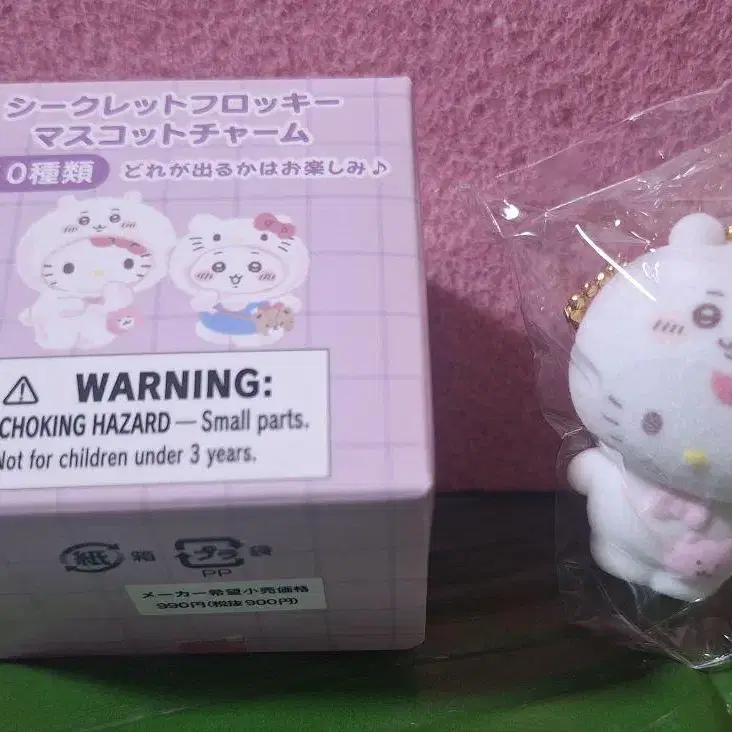 シークレットフロッキー
マスコットチャーム
0種類 どれが出るかはお楽しみ♪
WARNING:
CHOKING HAZARD — Small parts.
Not for children under 3 years.
紙 箱 プラ 袋
PP
メーカー希望小売価格
990円(税抜900円)